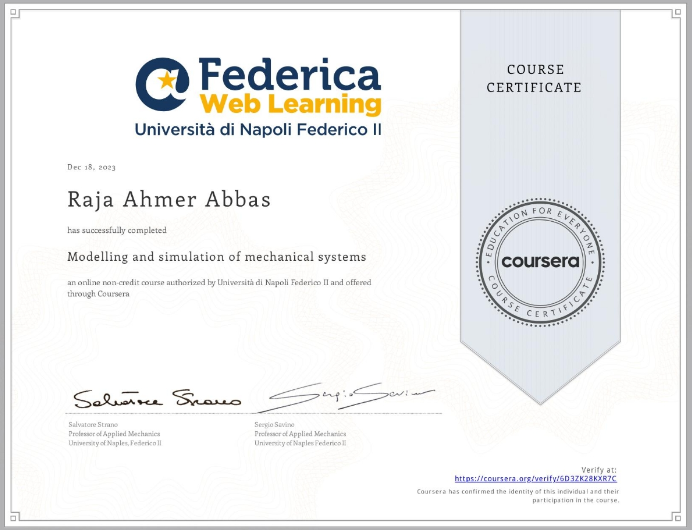 Federica
Web Learning
Università di Napoli Federico II
COURSE
CERTIFICATE
Dec 18, 2023
Raja Ahmer Abbas
has successfully completed
Modelling and simulation of mechanical systems
an online non-credit course authorized by Università di Napoli Federico II and offered
through Coursera
EDUCATION FOR EVERYONE
coursera
COURSE CERTIFICATE
Salvatore Strano
Sergio Savino
Salvatore Strano
Professor of Applied Mechanics
University of Naples, Federico II
Sergio Savino
Professor of Applied Mechanics
University of Naples Federico II
Verify at:
https://coursera.org/verify/6D3ZK28KXR7C
Coursera has confirmed the identity of this individual and their
participation in the course.